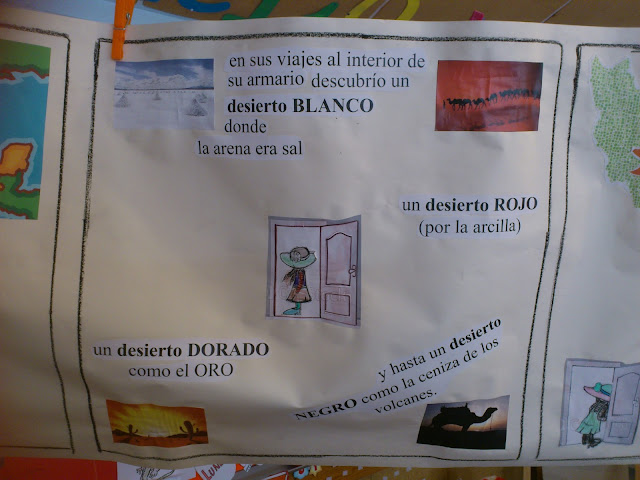 en sus viajes al interior de
su armario descubrío un
desierto BLANCO
donde
la arena era sal
un desierto ROJO
(por la arcilla)
un desierto DORADO
como el ORO
y hasta un desierto
NEGRO como la ceniza de los
volcanes.